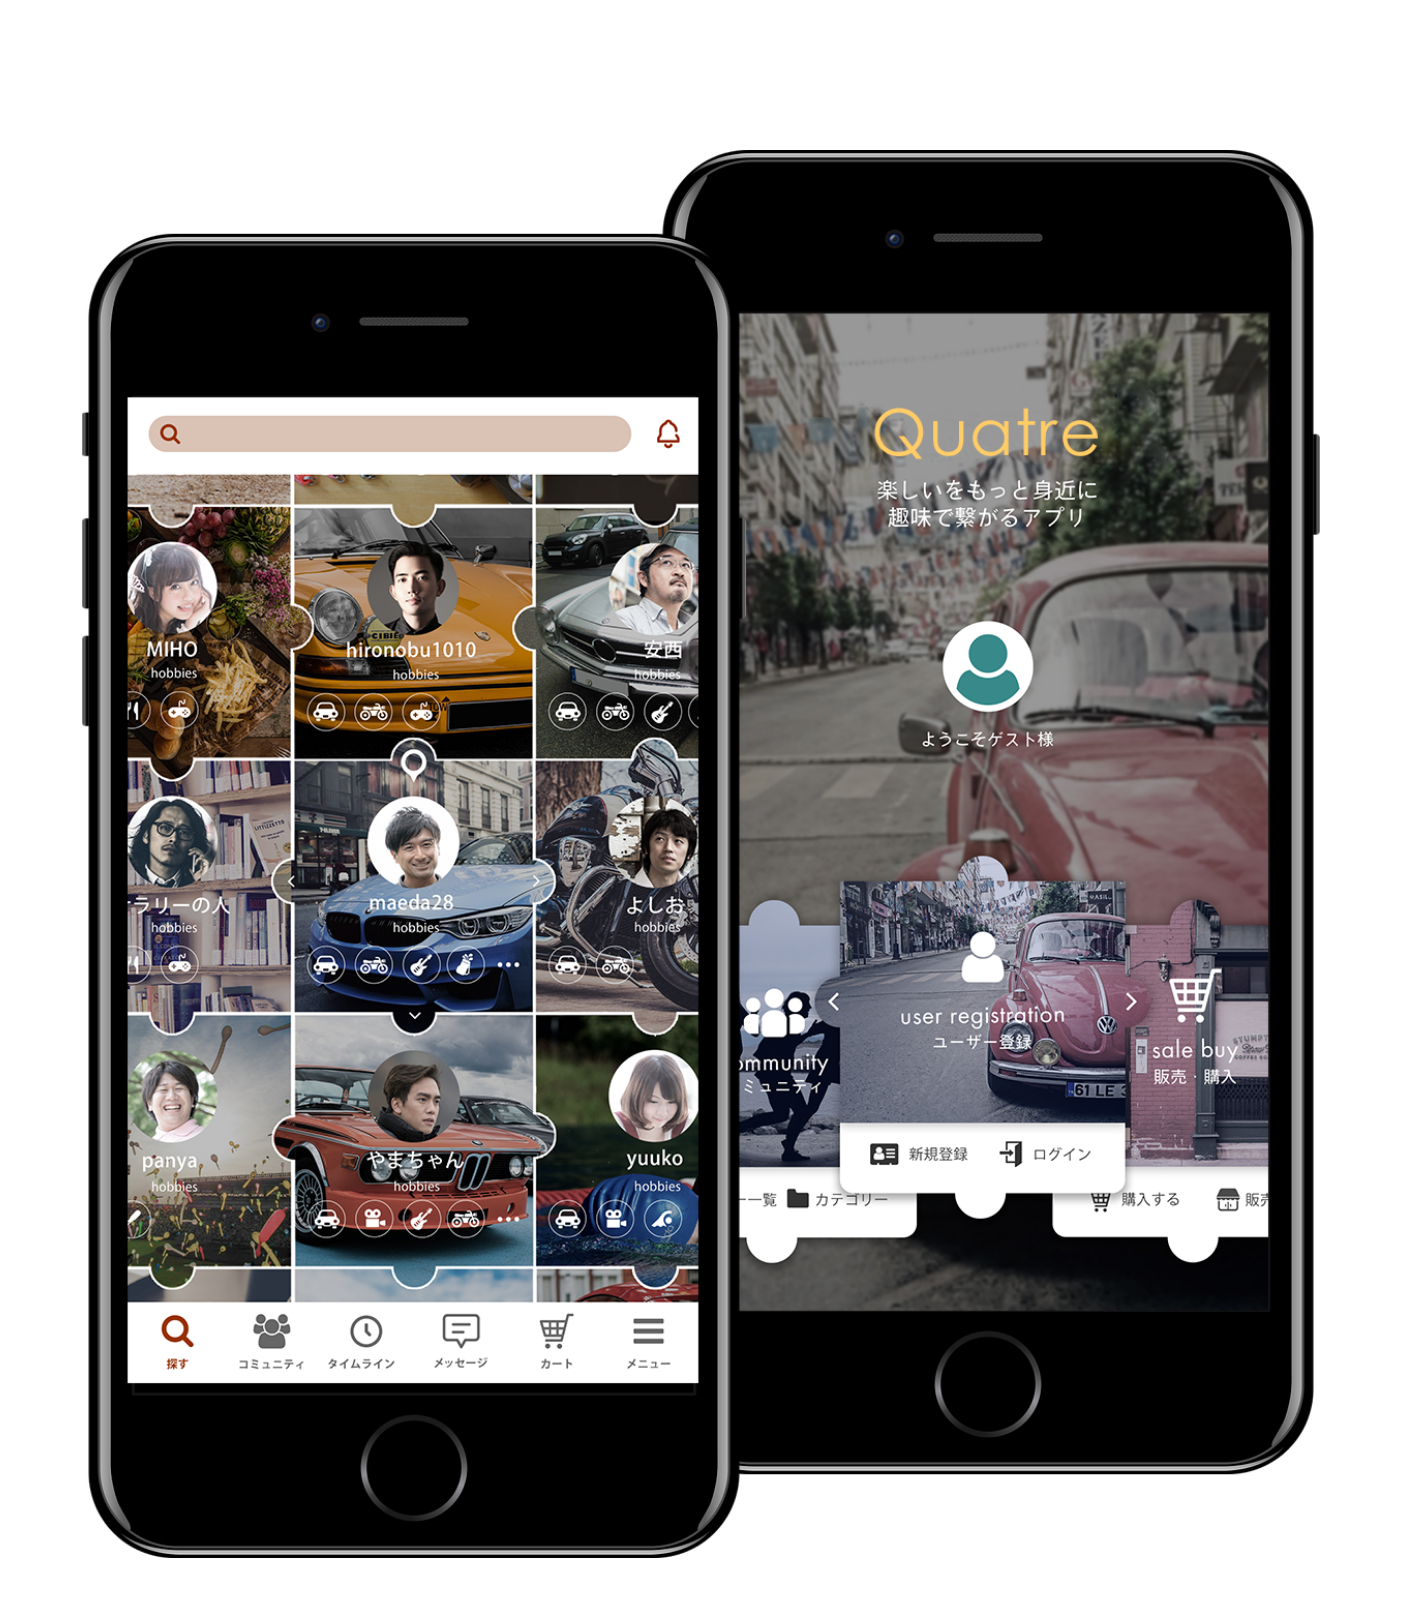 MIHO
hobbies
hironobu1010
hobbies
安西
hobbies
ラリーの人
hobbies
maeda28
hobbies
よしお
hobbies
panya
hobbies
やまちゃん
hobbies
yuuko
hobbies
探す
コミュニティ
タイムライン
メッセージ
カート
メニュー
Quatre
楽しいをもっと身近に
趣味で繋がるアプリ
ようこそゲスト様
ommunity
ミュニティ
user registration
ユーザー登録
sale buy
販売・購入
61 LE
新規登録
ログイン
一覧
カテゴリー
購入する
販売